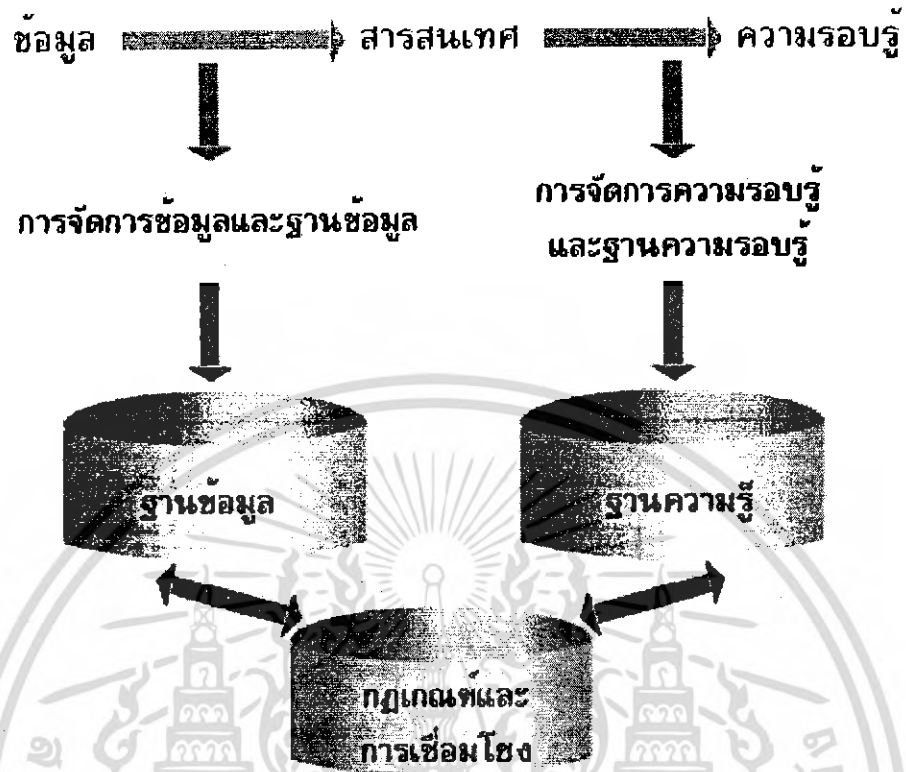 ข้อมูล สารสนเทศ ความรอบรู้
การจัดการข้อมูลและฐานข้อมูล
การจัดการความรอบรู้
และฐานความรอบรู้
ฐานข้อมูล
ฐานความรู้
กฎเกณฑ์และ
การเชื่อมโยง